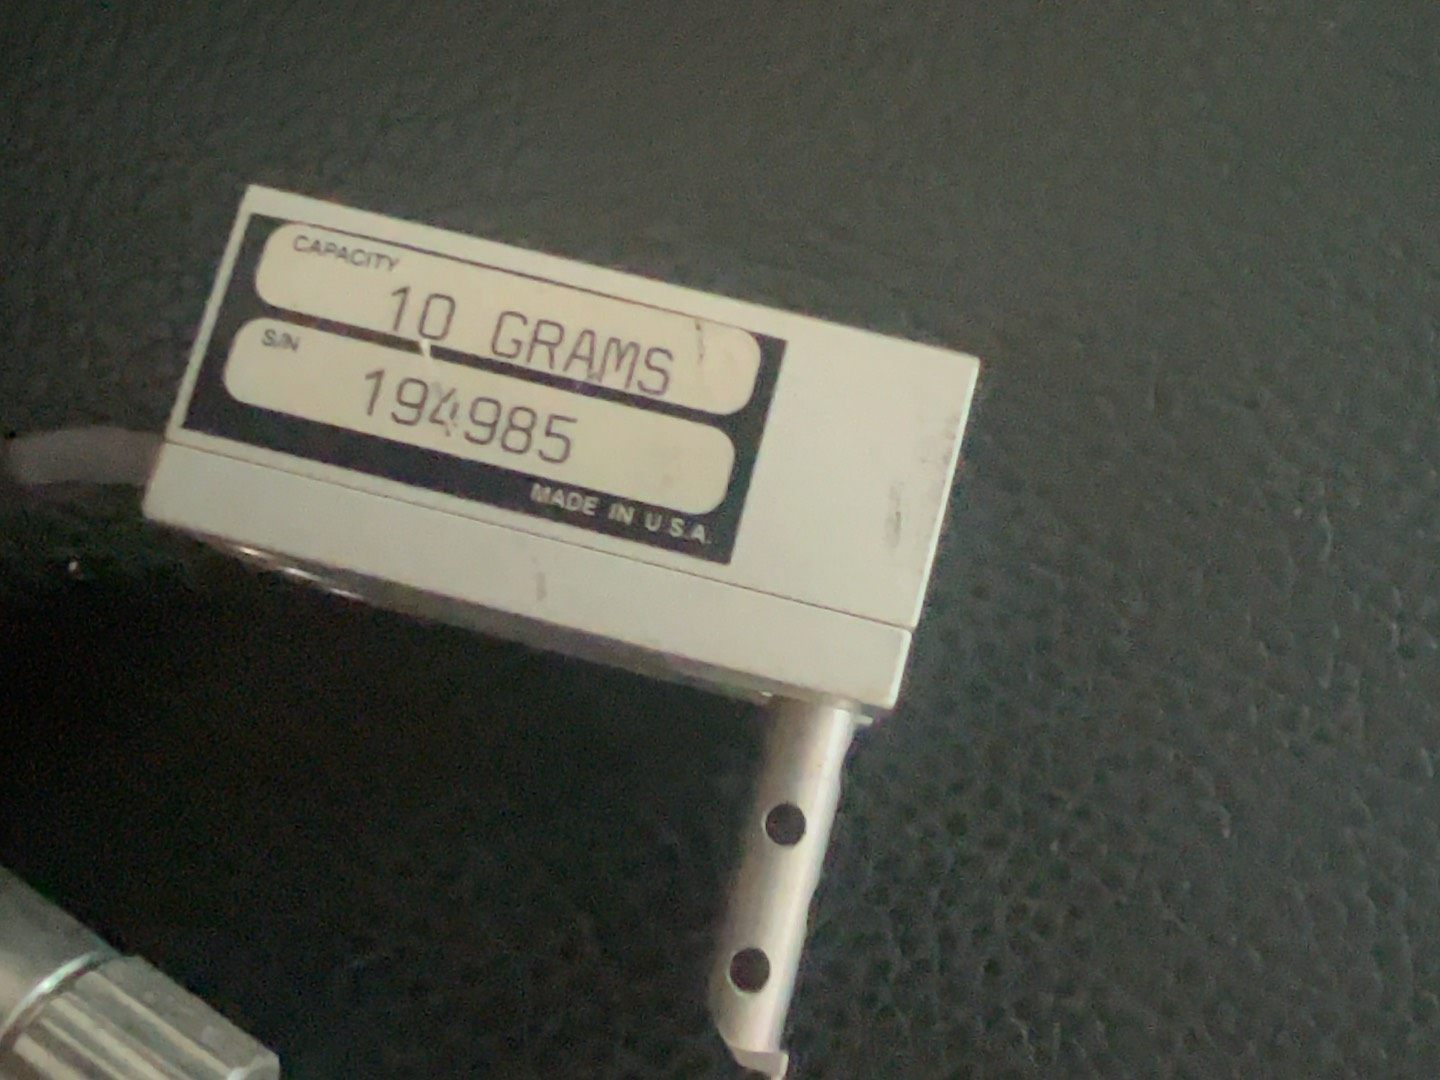 CAPACITY
10 GRAMS
S/N
194985
MADE IN U.S.A.